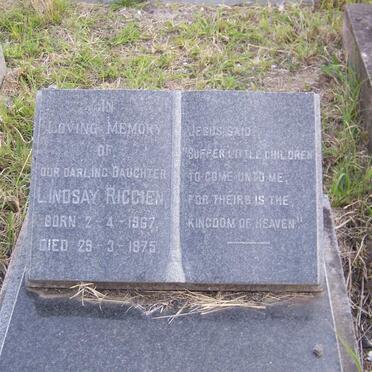 IN
LOVING MEMORY
OF
OUR DARLING DAUGHTER
LINDSAY RICCIEN
BORN 2-4-1967
DIED 29-3-1975
JESUS SAID
"SUFFER LITTLE CHILDREN
TO COME UNTO ME,
FOR THEIRS IS THE
KINGDOM OF HEAVEN"